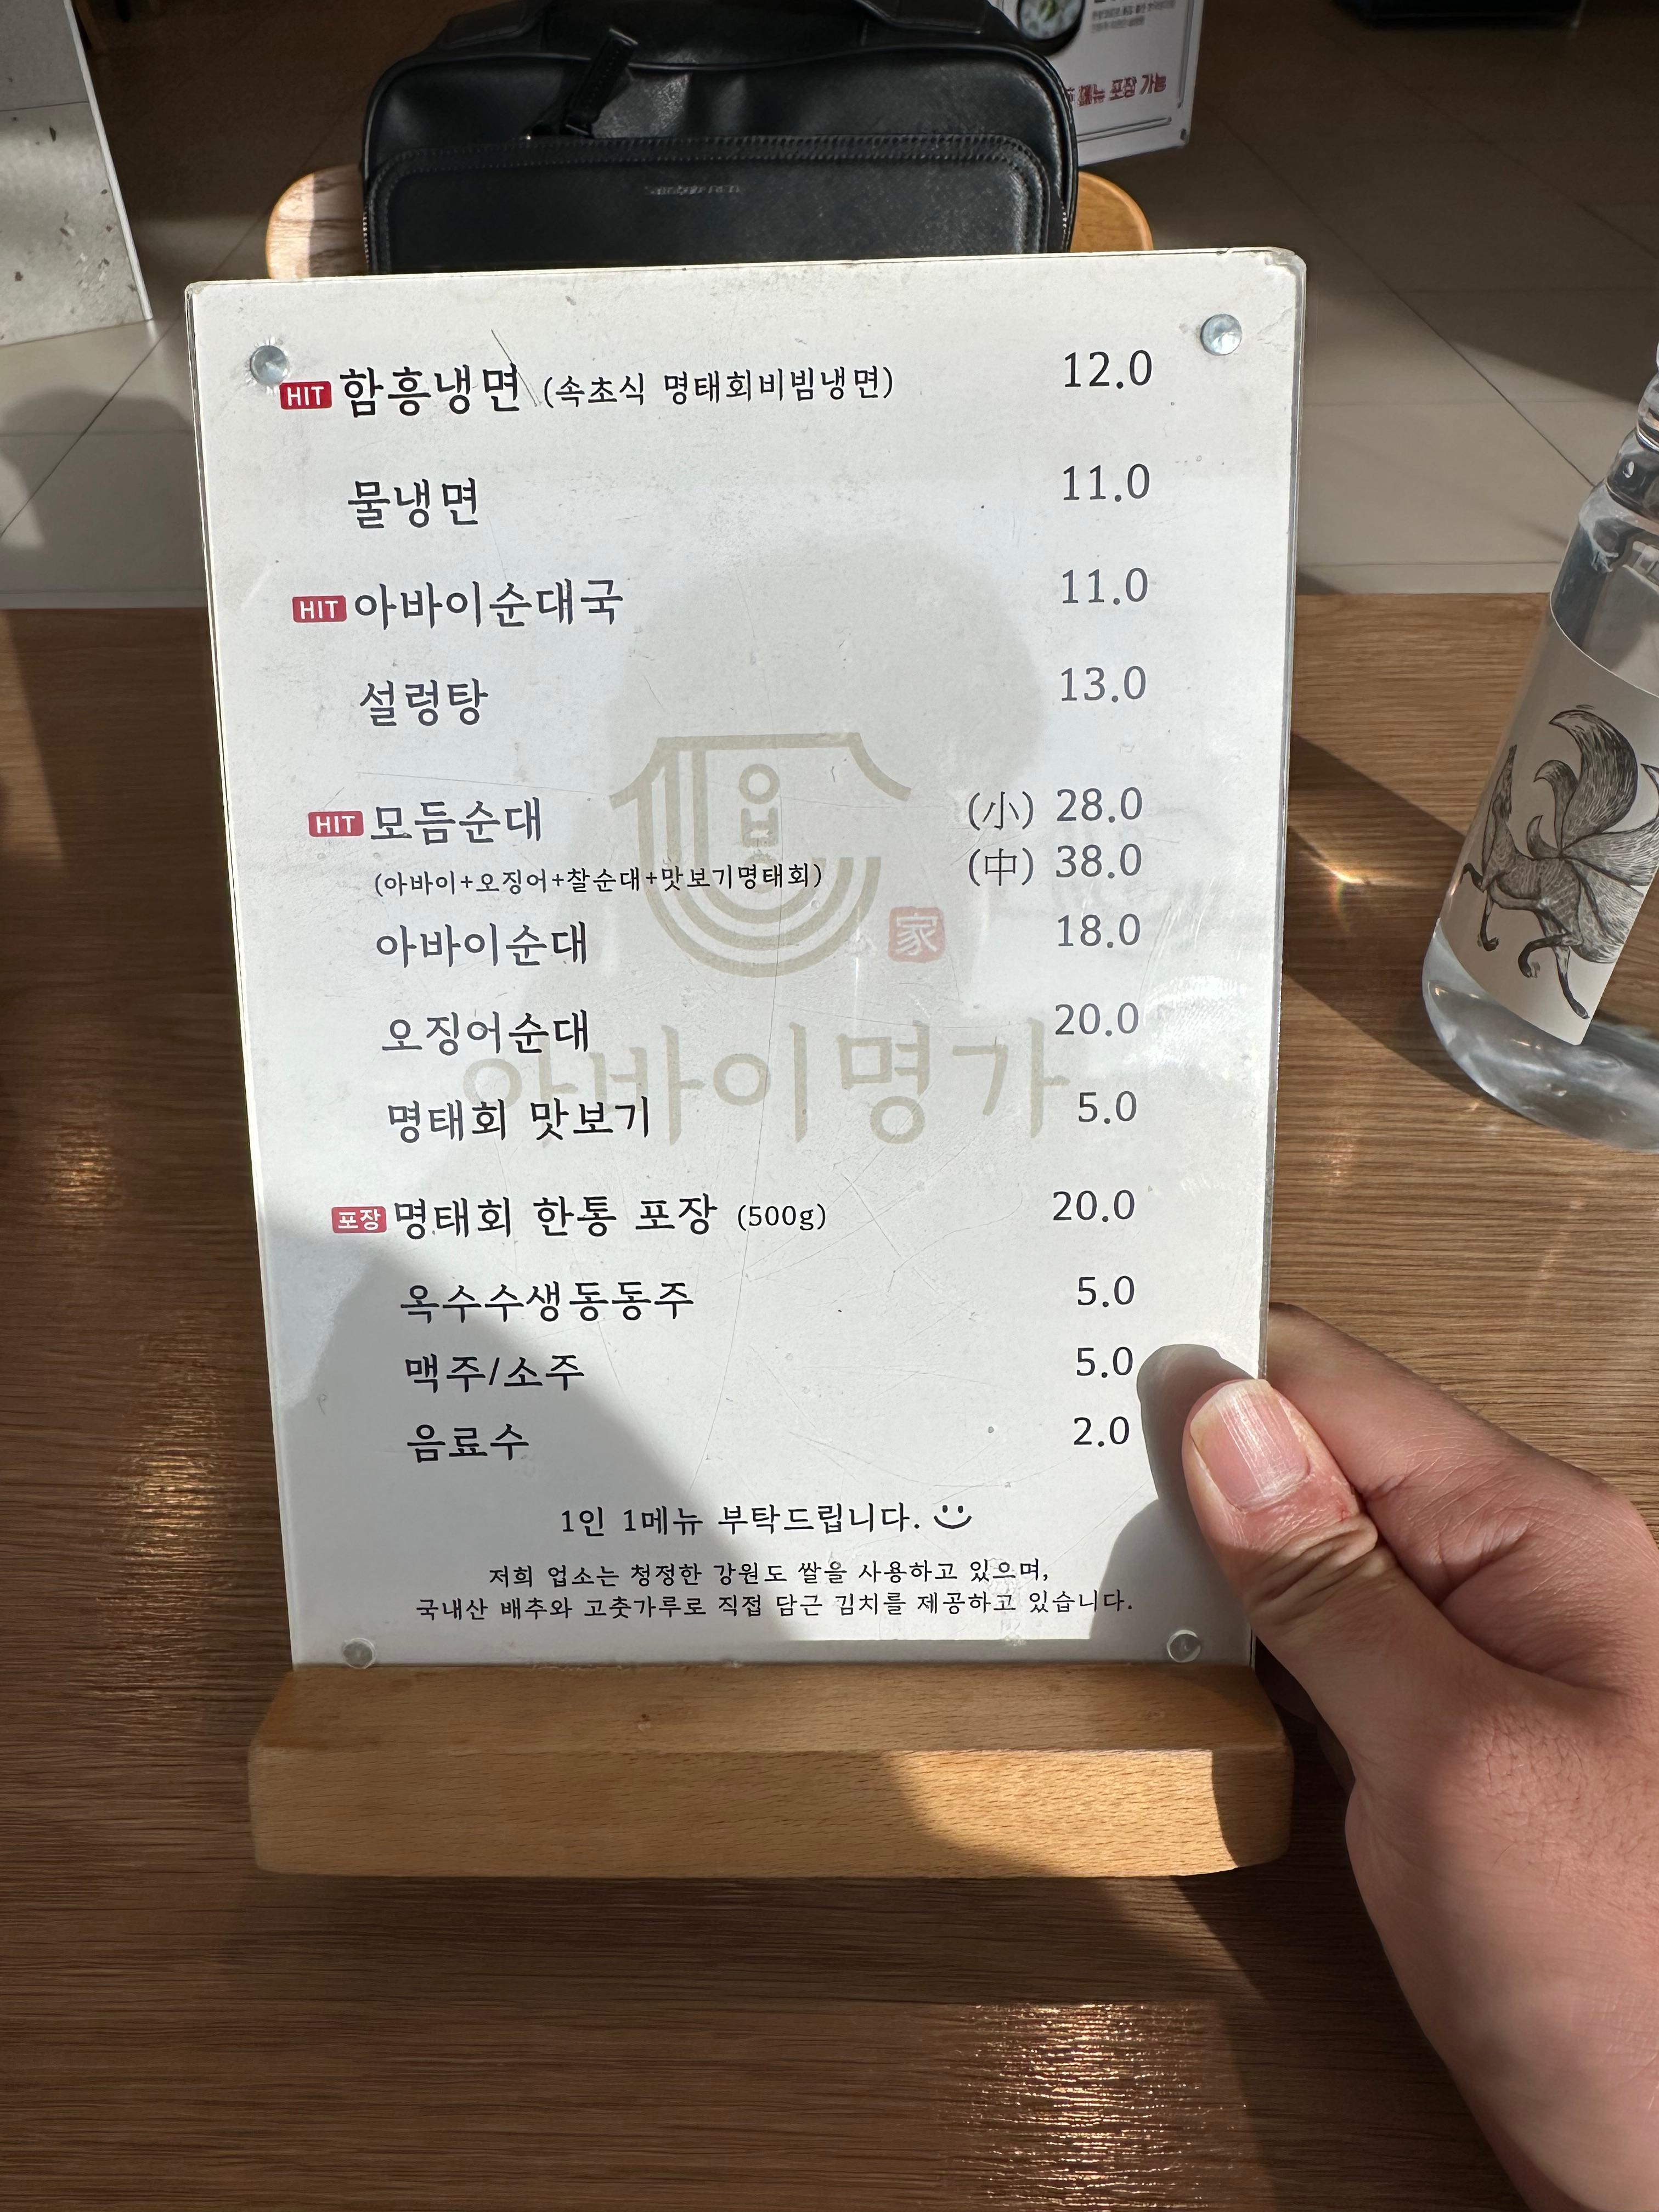 메뉴 포장 가능
HIT 함흥냉면 (속초식 명태회비빔냉면) 12.0
물냉면 11.0
HIT 아바이순대국 11.0
설렁탕 13.0
HIT 모듬순대 (小) 28.0
(中) 38.0
(아바이+오징어+찰순대+맛보기명태회)
아바이순대 18.0
家
오징어순대 20.0
아바이명가
명태회 맛보기 5.0
포장 명태회 한통 포장 (500g) 20.0
옥수수생동동주 5.0
맥주/소주 5.0
음료수 2.0
1인 1메뉴 부탁드립니다.
저희 업소는 청정한 강원도 쌀을 사용하고 있으며,
국내산 배추와 고춧가루로 직접 담근 김치를 제공하고 있습니다.